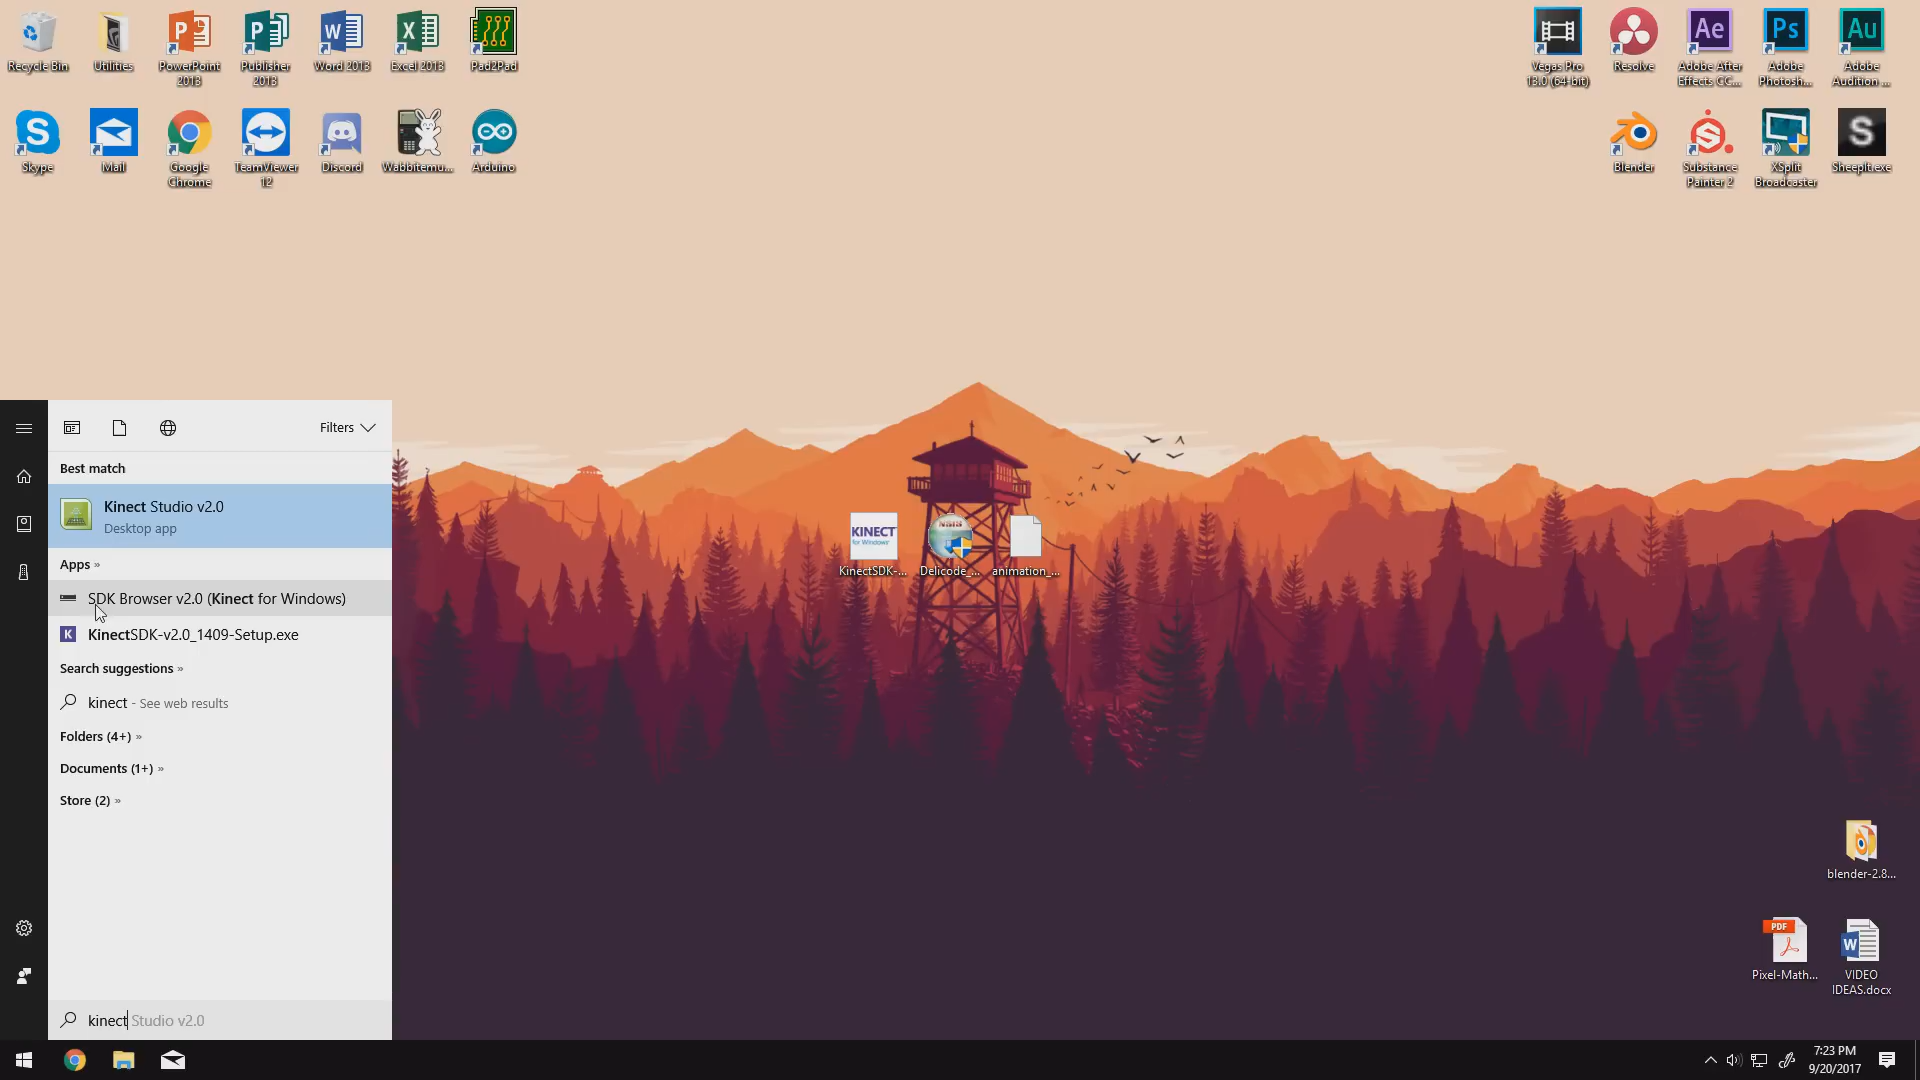 Recycle Bin
Utilities
PowerPoint
2013
Publisher
2013
Word 2013
Excel 2013
Pad2Pad
Vegas Pro
13.0 (64-bit)
Resolve
Ae
Adobe After
Effects CC...
Ps
Adobe
Photosh...
Au
Adobe
Audition ...
Skype
Mail
Google
Chrome
TeamViewer
12
Discord
Wabbitemu...
Arduino
Blender
Substance
Painter 2
XSplit
Broadcaster
S
SheepIt.exe
Filters
Best match
Kinect Studio v2.0
Desktop app
Apps »
SDK Browser v2.0 (Kinect for Windows)
K KinectSDK-v2.0_1409-Setup.exe
Search suggestions »
kinect - See web results
Folders (4+) »
Documents (1+) »
Store (2) »
kinect Studio v2.0
KINECT
for Windows
KinectSDK-...
NSIS
Delicode_...
animation_...
blender-2.8...
PDF
Pixel-Math...
W
VIDEO
IDEAS.docx
7:23 PM
9/20/2017